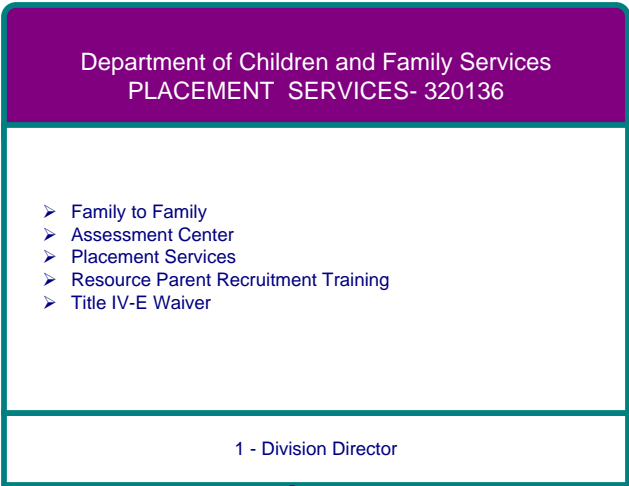 Department of Children and Family Services
PLACEMENT SERVICES- 320136
➢ Family to Family
➢ Assessment Center
➢ Placement Services
➢ Resource Parent Recruitment Training
➢ Title IV-E Waiver
1 - Division Director